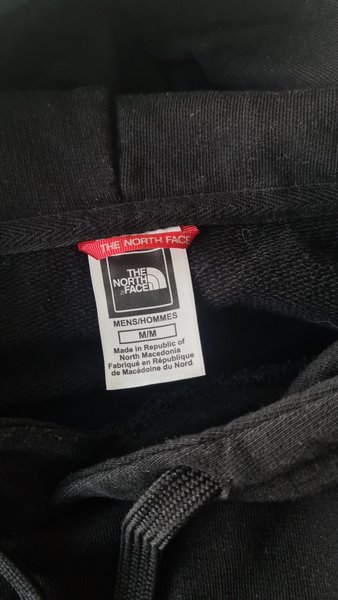 THE NORTH FACE
THE
NORTH
FACE
MENS/HOMMES
M/M
Made in Republic of
North Macedonia
Fabriqué en République
de Macédoine du Nord